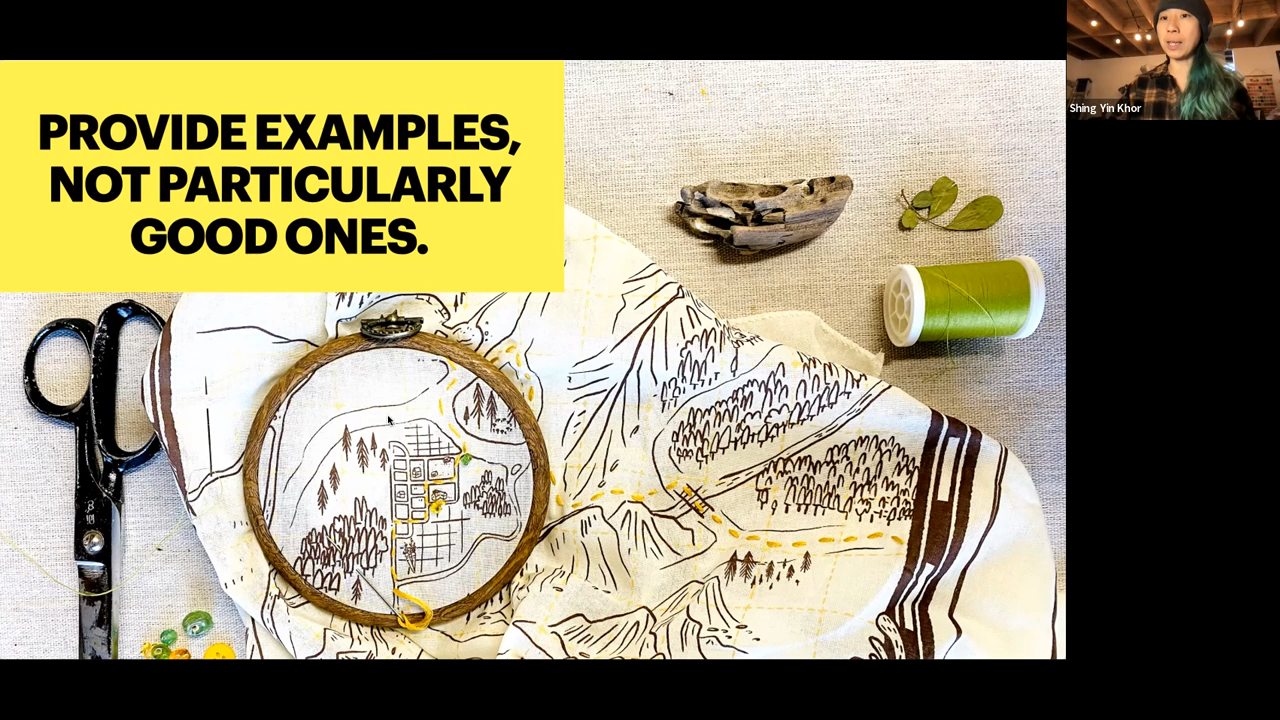 PROVIDE EXAMPLES,
NOT PARTICULARLY
GOOD ONES.
Shing Yin Khor